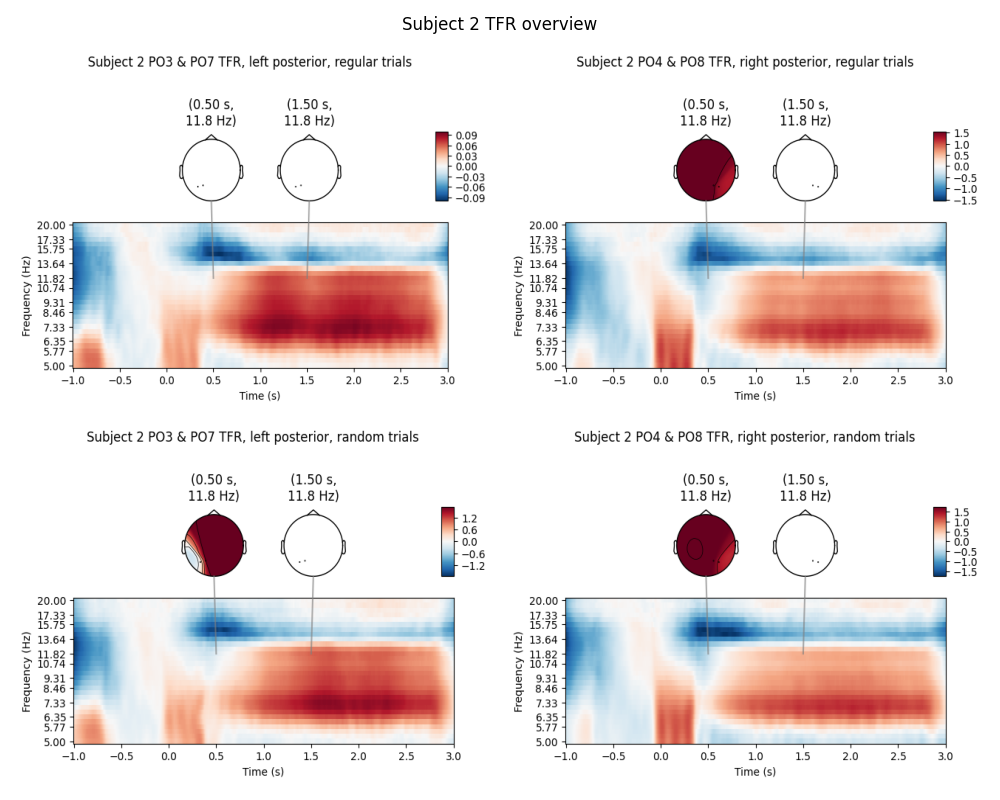 Subject 2 TFR overview
Subject 2 PO3 & PO7 TFR, left posterior, regular trials
(0.50 s,
11.8 Hz)
(1.50 s,
11.8 Hz)
0.09
0.06
0.03
0.00
−0.03
−0.06
−0.09
20.00
17.33
15.75
13.64
11.82
10.74
9.31
8.46
7.33
6.35
5.77
5.00
Frequency (Hz)
−1.0 −0.5 0.0 0.5 1.0 1.5 2.0 2.5 3.0
Time (s)
Subject 2 PO4 & PO8 TFR, right posterior, regular trials
(0.50 s,
11.8 Hz)
(1.50 s,
11.8 Hz)
1.5
1.0
0.5
0.0
−0.5
−1.0
−1.5
20.00
17.33
15.75
13.64
11.82
10.74
9.31
8.46
7.33
6.35
5.77
5.00
Frequency (Hz)
−1.0 −0.5 0.0 0.5 1.0 1.5 2.0 2.5 3.0
Time (s)
Subject 2 PO3 & PO7 TFR, left posterior, random trials
(0.50 s,
11.8 Hz)
(1.50 s,
11.8 Hz)
1.2
0.6
0.0
−0.6
−1.2
20.00
17.33
15.75
13.64
11.82
10.74
9.31
8.46
7.33
6.35
5.77
5.00
Frequency (Hz)
−1.0 −0.5 0.0 0.5 1.0 1.5 2.0 2.5 3.0
Time (s)
Subject 2 PO4 & PO8 TFR, right posterior, random trials
(0.50 s,
11.8 Hz)
(1.50 s,
11.8 Hz)
1.5
1.0
0.5
0.0
−0.5
−1.0
−1.5
20.00
17.33
15.75
13.64
11.82
10.74
9.31
8.46
7.33
6.35
5.77
5.00
Frequency (Hz)
−1.0 −0.5 0.0 0.5 1.0 1.5 2.0 2.5 3.0
Time (s)